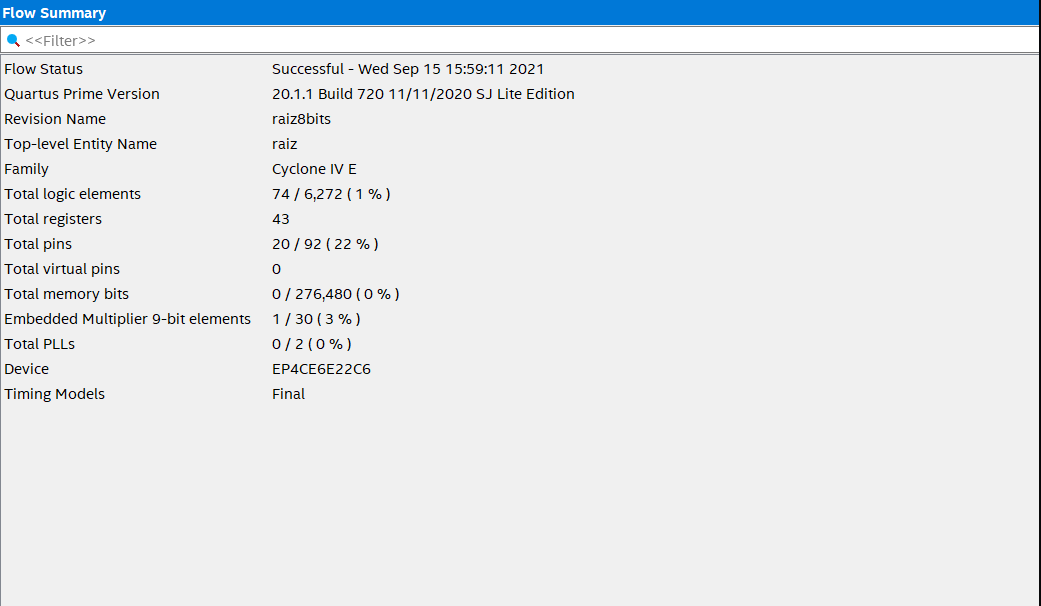 Flow Summary
<<Filter>>
Flow Status Successful - Wed Sep 15 15:59:11 2021
Quartus Prime Version 20.1.1 Build 720 11/11/2020 SJ Lite Edition
Revision Name raiz8bits
Top-level Entity Name raiz
Family Cyclone IV E
Total logic elements 74 / 6,272 ( 1 % )
Total registers 43
Total pins 20 / 92 ( 22 % )
Total virtual pins 0
Total memory bits 0 / 276,480 ( 0 % )
Embedded Multiplier 9-bit elements 1 / 30 ( 3 % )
Total PLLs 0 / 2 ( 0 % )
Device EP4CE6E22C6
Timing Models Final